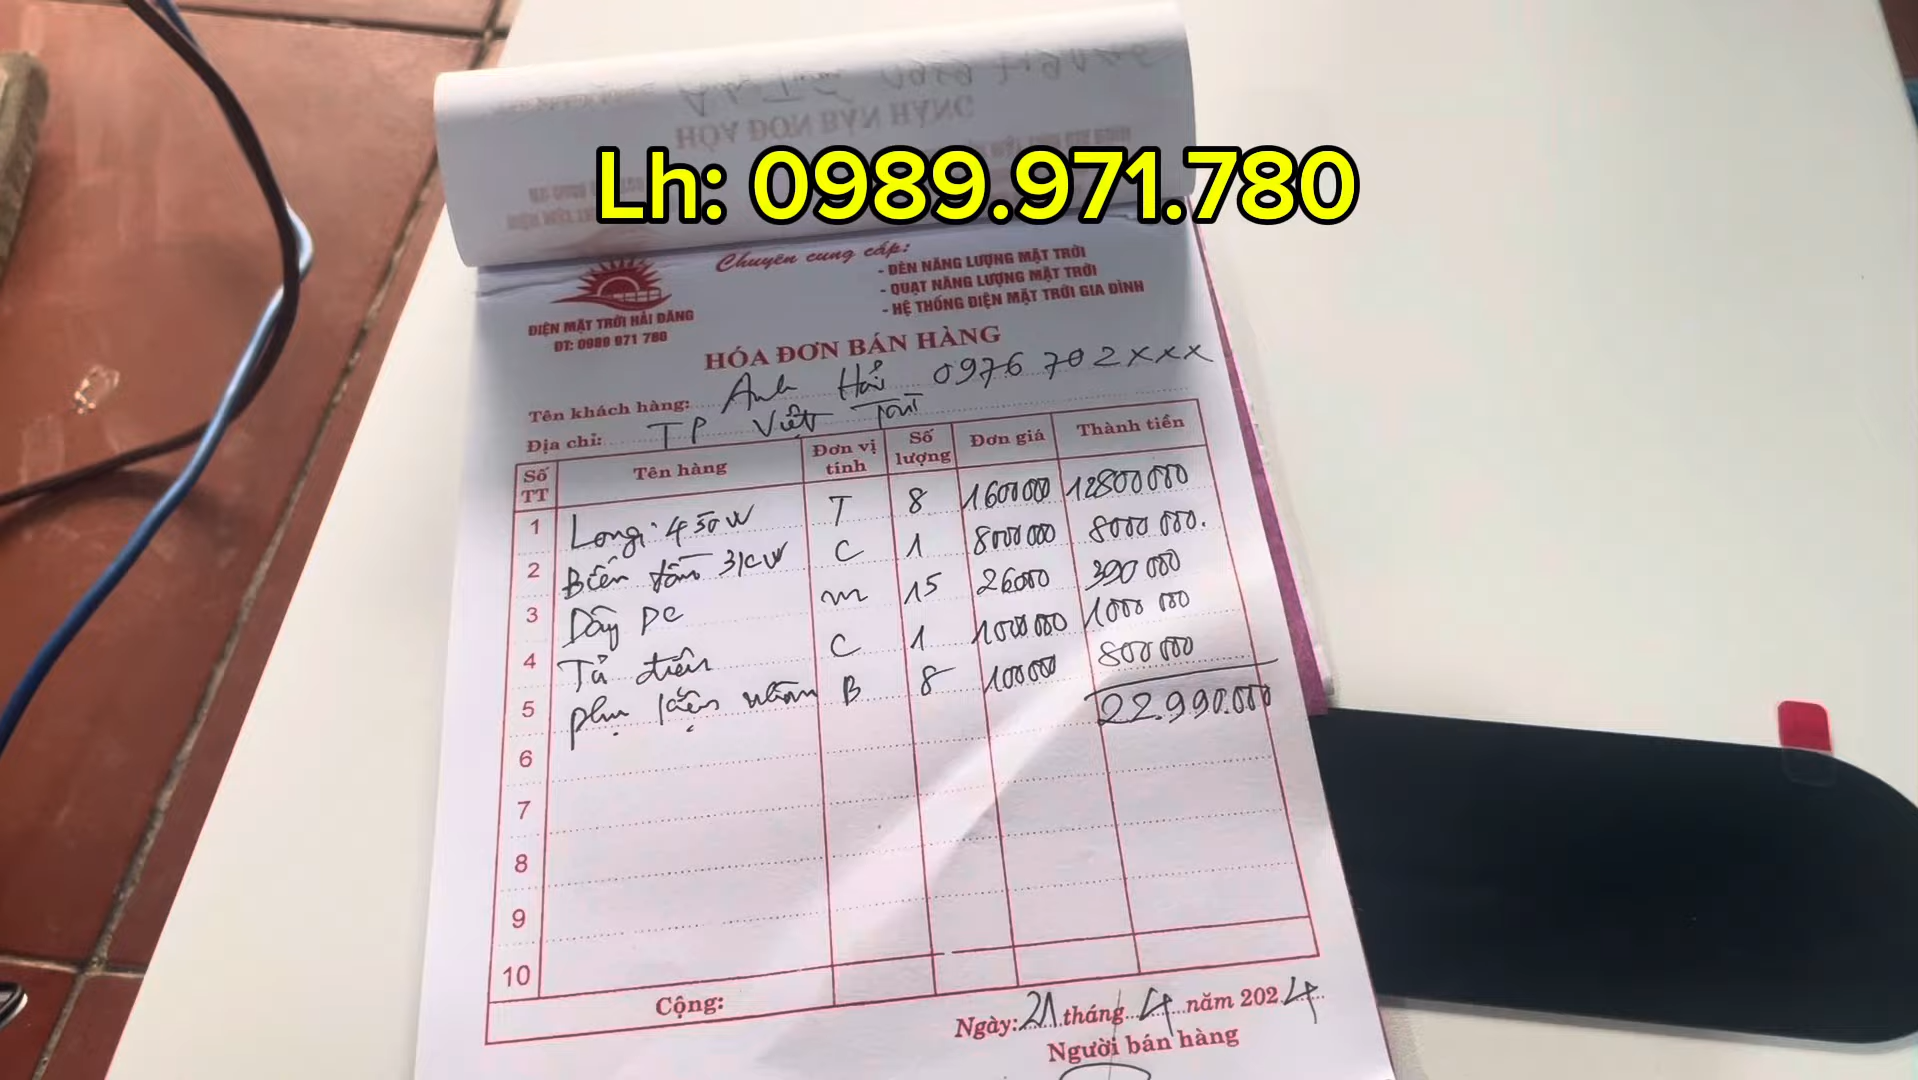 Lh: 0989.971.780
HÓA ĐƠN BÁN HÀNG
Chuyên cung cấp:
- ĐÈN NĂNG LƯỢNG MẶT TRỜI
- QUẠT NĂNG LƯỢNG MẶT TRỜI
- HỆ THỐNG ĐIỆN MẶT TRỜI GIA ĐÌNH
ĐIỆN MẶT TRỜI HẢI ĐĂNG
ĐT: 0989 971 780
HÓA ĐƠN BÁN HÀNG
Tên khách hàng: Anh Hải 0976 702xxx
Địa chỉ: TP Việt Trì
Số TT Tên hàng Đơn vị tính Số lượng Đơn giá Thành tiền
1 Longi 450W T 8 1600000 12800000
2 Biến tần 3KW C 1 8000000 8000000.
3 Dây DC m 15 26000 390000
4 Tủ điện C 1 1000000 1000000
5 Phụ kiện nhôm B 8 100000 800000
22.990.000
6
7
8
9
10
Cộng:
Ngày: 21 tháng 4 năm 2024
Người bán hàng